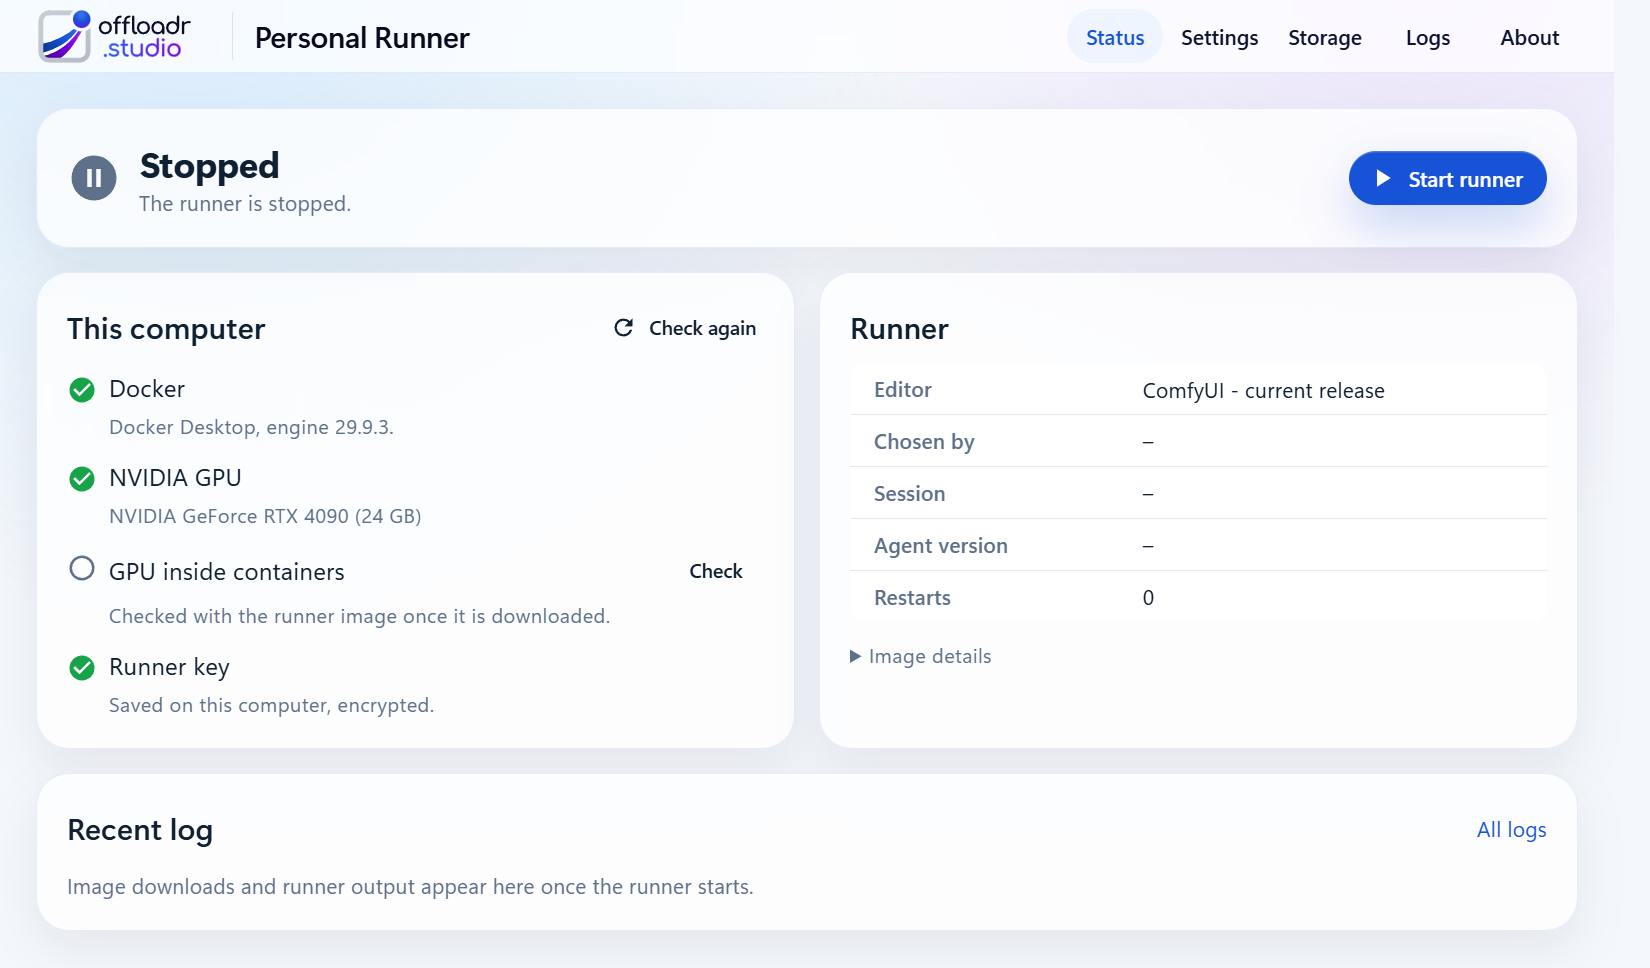 offloadr
.studio
Personal Runner
Status
Settings
Storage
Logs
About
Stopped
The runner is stopped.
Start runner
This computer
Check again
Docker
Docker Desktop, engine 29.9.3.
NVIDIA GPU
NVIDIA GeForce RTX 4090 (24 GB)
GPU inside containers
Check
Checked with the runner image once it is downloaded.
Runner key
Saved on this computer, encrypted.
Runner
Editor
ComfyUI - current release
Chosen by
–
Session
–
Agent version
–
Restarts
0
Image details
Recent log
All logs
Image downloads and runner output appear here once the runner starts.